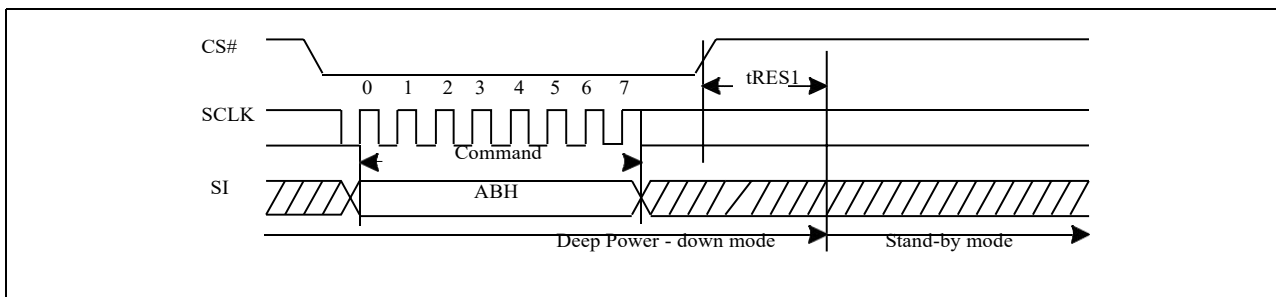 CS#
0 1 2 3 4 5 6 7
tRES1
SCLK
Command
SI
ABH
Deep Power - down mode
Stand-by mode